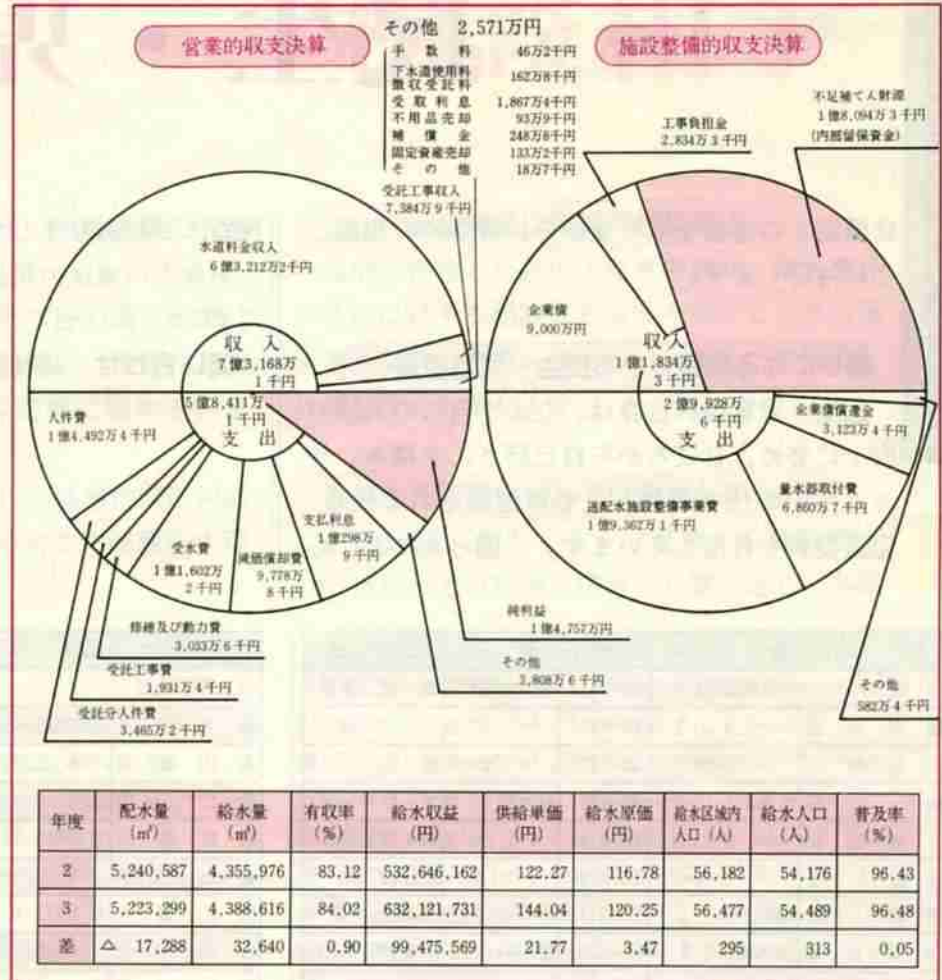 営業的収支決算
その他 2,571万円
手数料 46万2千円
下水道使用料
徴収受託料 162万8千円
受取利息 1,867万4千円
不用品売却 93万9千円
補償金 248万8千円
固定資産売却 133万2千円
その他 18万7千円
受託工事収入
7,384万9千円
水道料金収入
6億3,212万2千円
収入
7億3,168万
1千円
5億8,411万
1千円
支出
人件費
1億4,492万4千円
受水費
1億1,602万
2千円
減価償却費
9,778万
8千円
支払利息
1億298万
9千円
修繕及び動力費
3,033万6千円
受託工事費
1,931万4千円
受託分人件費
3,465万2千円
純利益
1億4,757万円
その他
3,808万6千円
施設整備的収支決算
工事負担金
2,834万3千円
不足補てん財源
1億8,094万3千円
(内部留保資金)
企業債
9,000万円
収入
1億1,834万
3千円
2億9,928万
6千円
支出
企業債償還金
3,123万4千円
量水器取付費
6,860万7千円
送配水施設整備事業費
1億9,362万1千円
その他
582万4千円
年度 配水量(㎥) 給水量(㎥) 有収率(%) 給水収益(円) 供給単価(円) 給水原価(円) 給水区域内人口(人) 給水人口(人) 普及率(%)
2 5,240,587 4,355,976 83.12 532,646,162 122.27 116.78 56,182 54,176 96.43
3 5,223,299 4,388,616 84.02 632,121,731 144.04 120.25 56,477 54,489 96.48
差 △ 17,288 32,640 0.90 99,475,569 21.77 3.47 295 313 0.05